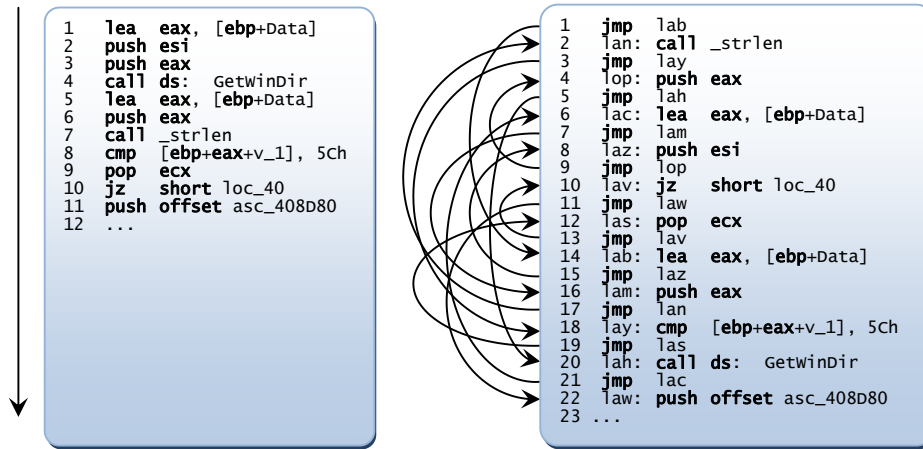 1 lea eax, [ebp+Data]
2 push esi
3 push eax
4 call ds: GetWinDir
5 lea eax, [ebp+Data]
6 push eax
7 call _strlen
8 cmp [ebp+eax+v_1], 5Ch
9 pop ecx
10 jz short loc_40
11 push offset asc_408D80
12 ...
1 jmp lab
2 lan: call _strlen
3 jmp lay
4 lop: push eax
5 jmp lah
6 lac: lea eax, [ebp+Data]
7 jmp lam
8 laz: push esi
9 jmp lop
10 lav: jz short loc_40
11 jmp law
12 las: pop ecx
13 jmp lav
14 lab: lea eax, [ebp+Data]
15 jmp laz
16 lam: push eax
17 jmp lan
18 lay: cmp [ebp+eax+v_1], 5Ch
19 jmp las
20 lah: call ds: GetWinDir
21 jmp lac
22 law: push offset asc_408D80
23 ...